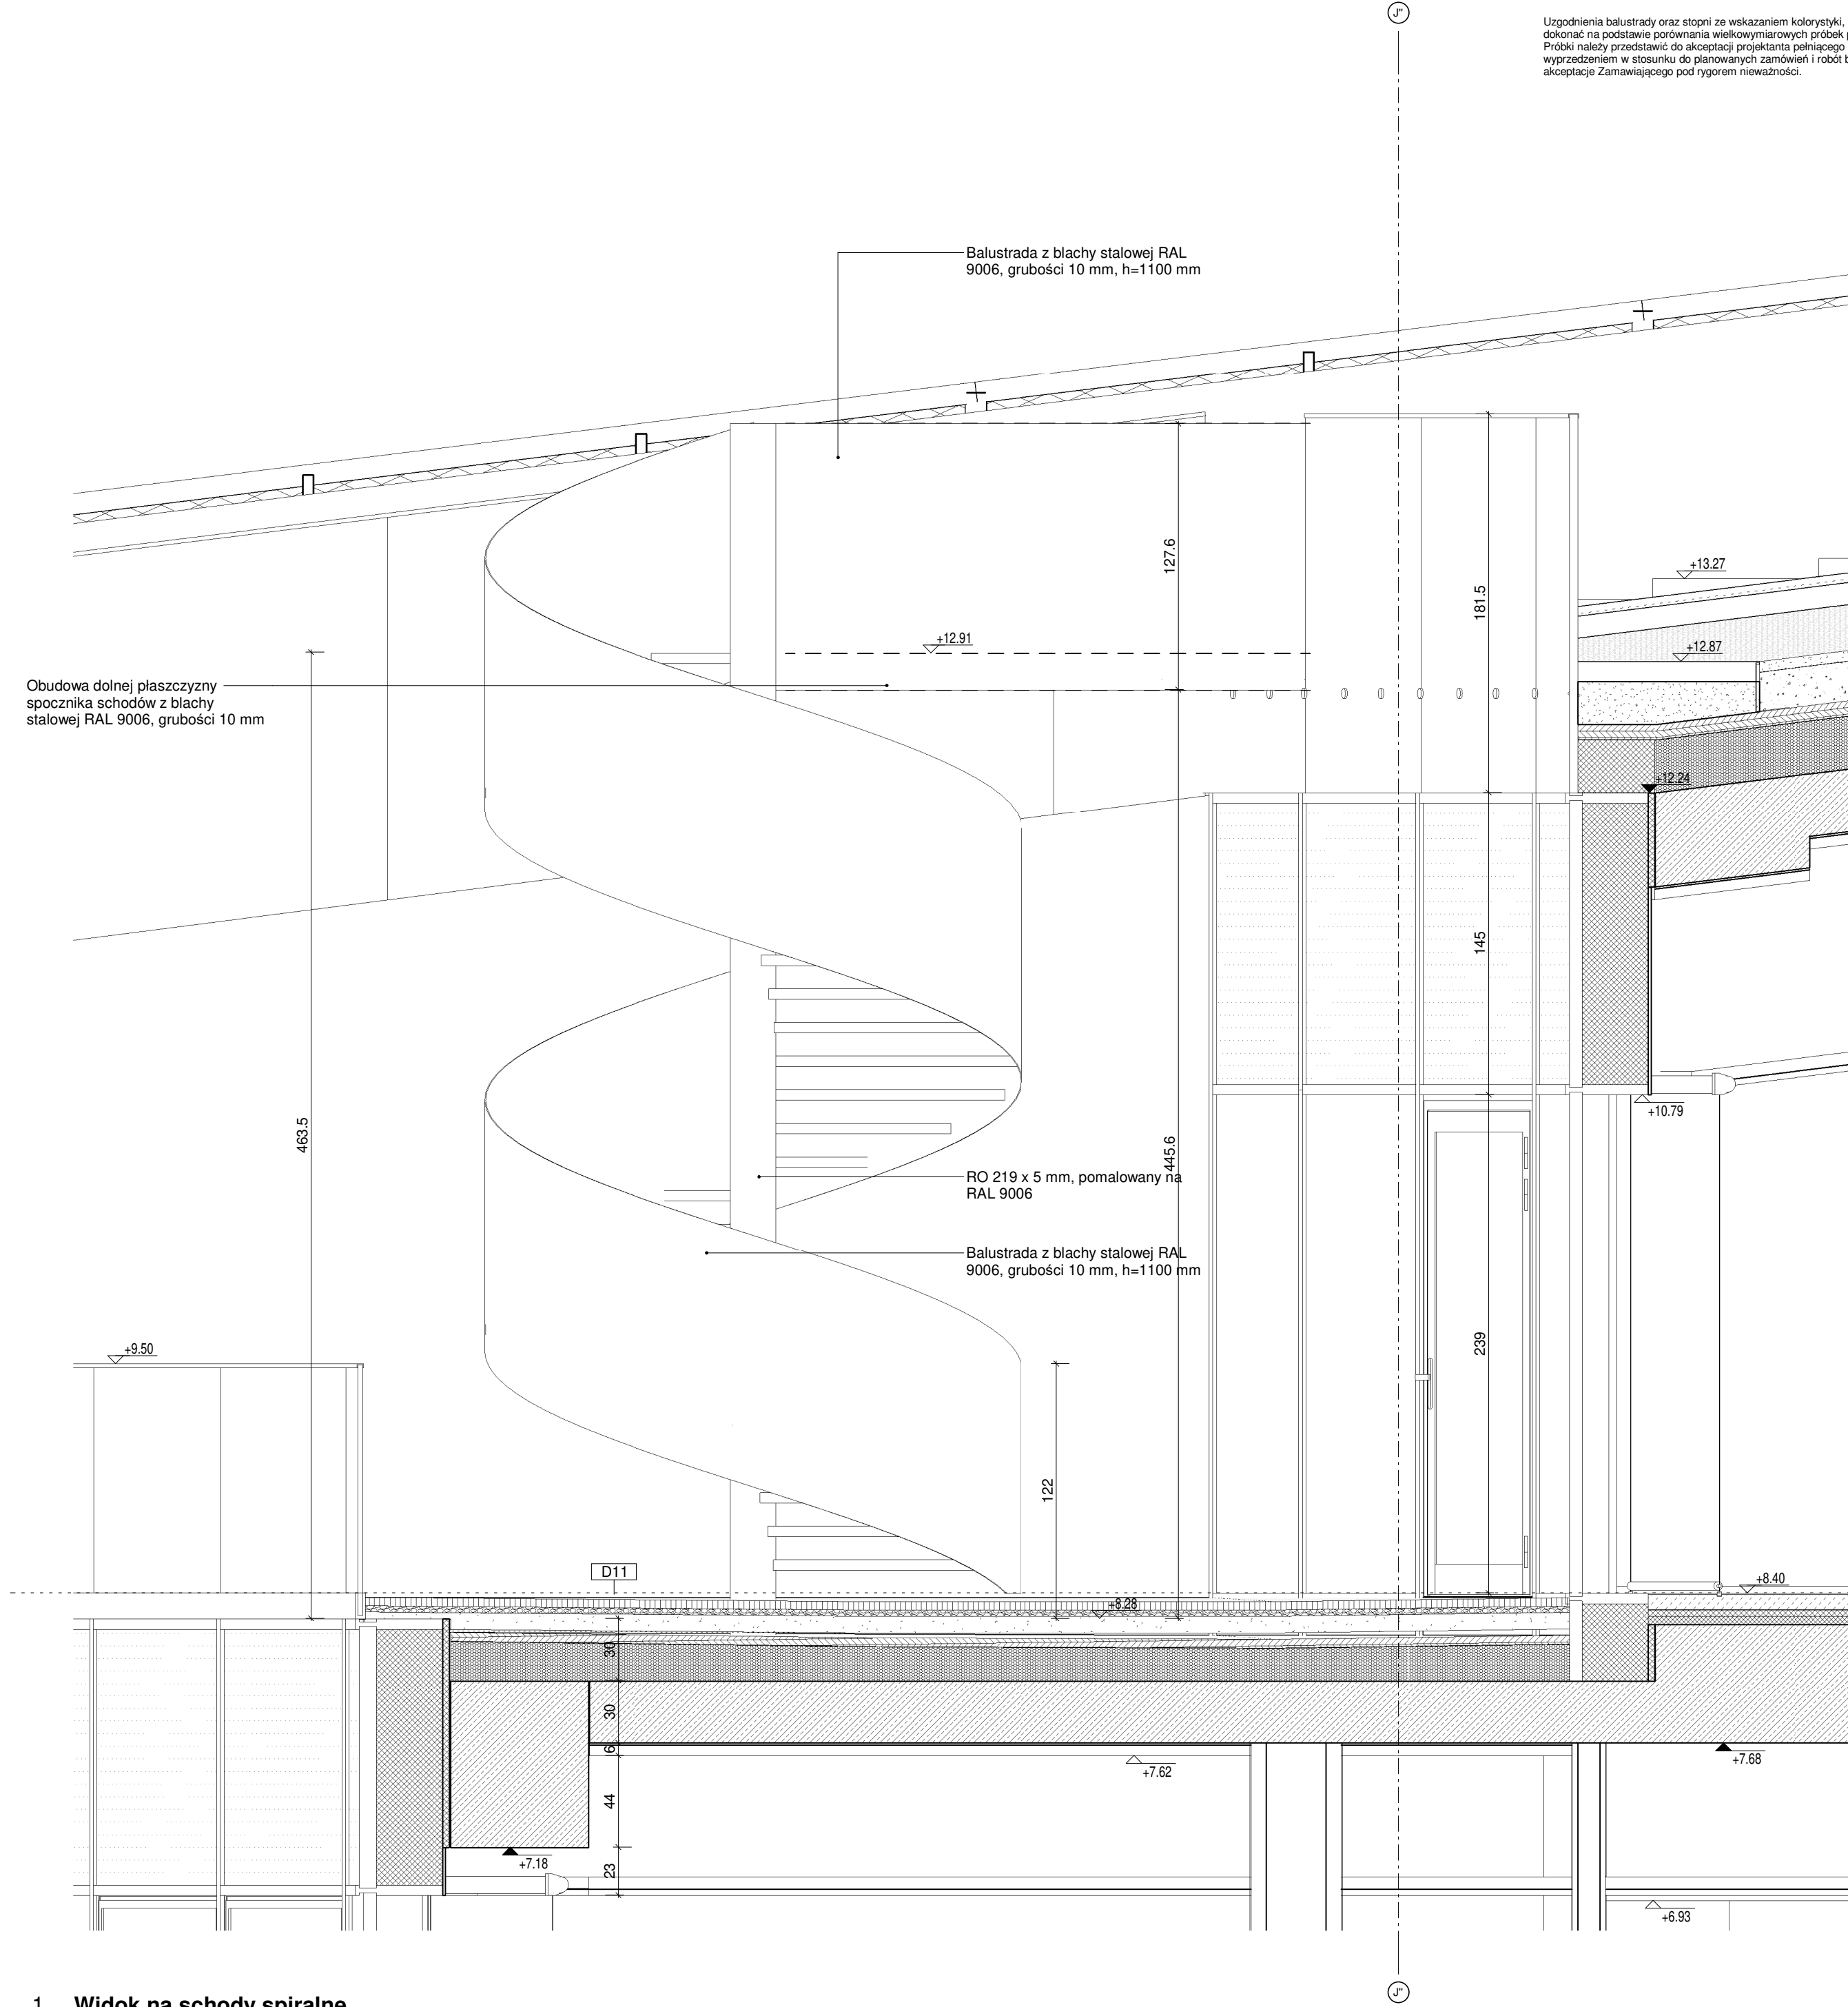 J"
Uzgodnienia balustrady oraz stopni ze wskazaniem kolorystyki,
dokonać na podstawie porównania wielkowymiarowych próbek
Próbki należy przedstawić do akceptacji projektanta pełniącego
wyprzedzeniem w stosunku do planowanych zamówień i robót
akceptacje Zamawiającego pod rygorem nieważności.
Balustrada z blachy stalowej RAL
9006, grubości 10 mm, h=1100 mm
127.6
181.5
+13.27
+12.91
+12.87
Obudowa dolnej płaszczyzny
spocznika schodów z blachy
stalowej RAL 9006, grubości 10 mm
+12.24
145
+10.79
463.5
445.6
RO 219 x 5 mm, pomalowany na
RAL 9006
Balustrada z blachy stalowej RAL
9006, grubości 10 mm, h=1100 mm
239
+9.50
122
D11
+8.40
+8.28
30
30
6
+7.62
+7.68
44
+7.18
23
+6.93
1 Widok na schody spiralne
J"